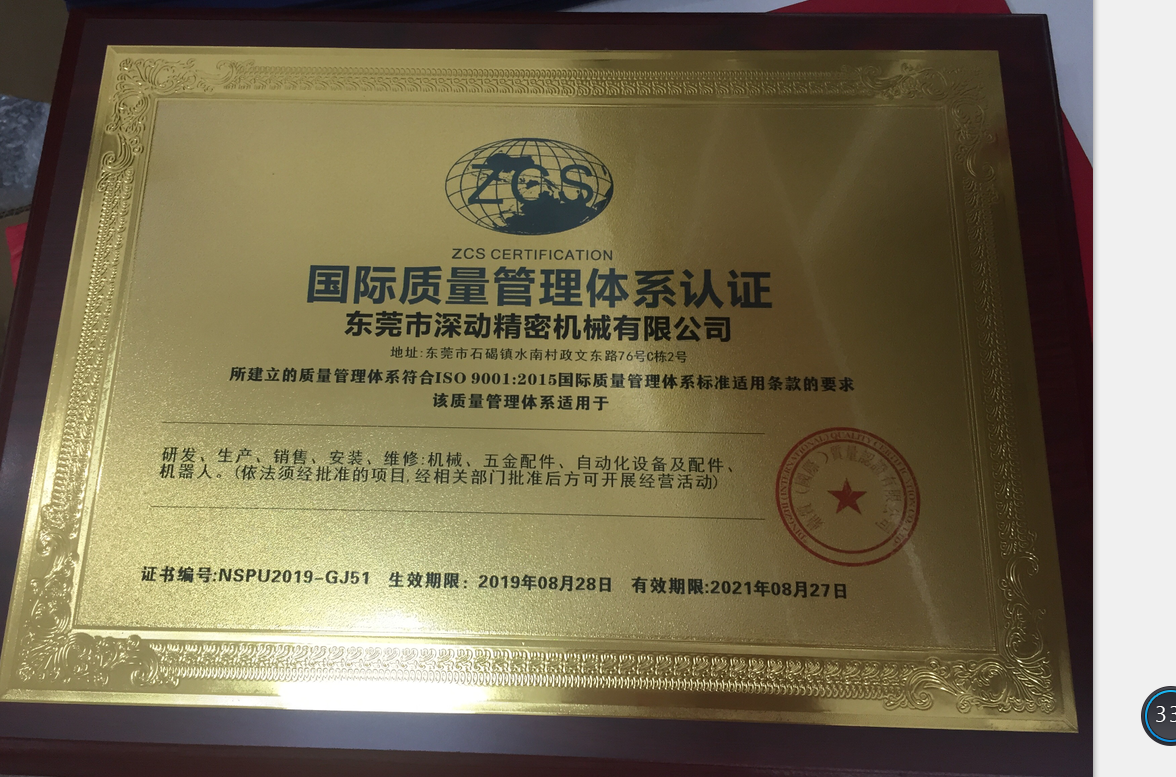 ZCS
ZCS CERTIFICATION
国际质量管理体系认证
东莞市深动精密机械有限公司
地址:东莞市石碣镇水南村政文东路76号C栋2号
所建立的质量管理体系符合ISO 9001:2015国际质量管理体系标准适用条款的要求
该质量管理体系适用于
研发、生产、销售、安装、维修:机械、五金配件、自动化设备及配件、
机器人。(依法须经批准的项目,经相关部门批准后方可开展经营活动)
证书编号:NSPU2019-GJ51 生效期限: 2019年08月28日 有效期限:2021年08月27日
(INTERNATIONAL) QUALITY CERTIFICATION CO. LTD
33